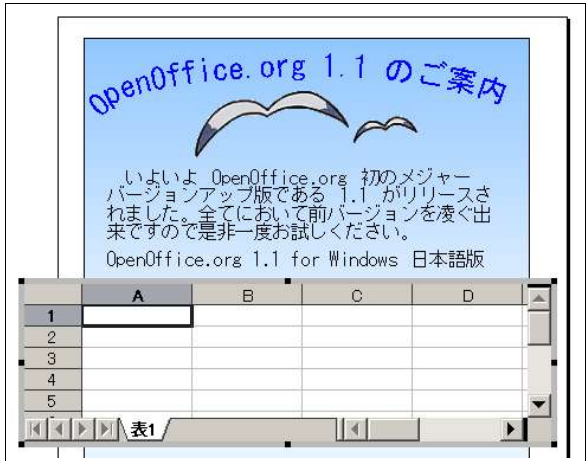 OpenOffice.org 1.1 のご案内
いよいよ OpenOffice.org 初のメジャー
バージョンアップ版である 1.1 がリリースさ
れました。全てにおいて前バージョンを凌ぐ出
来ですので是非一度お試しください。
OpenOffice.org 1.1 for Windows 日本語版
A B C D
1
2
3
4
5
表1